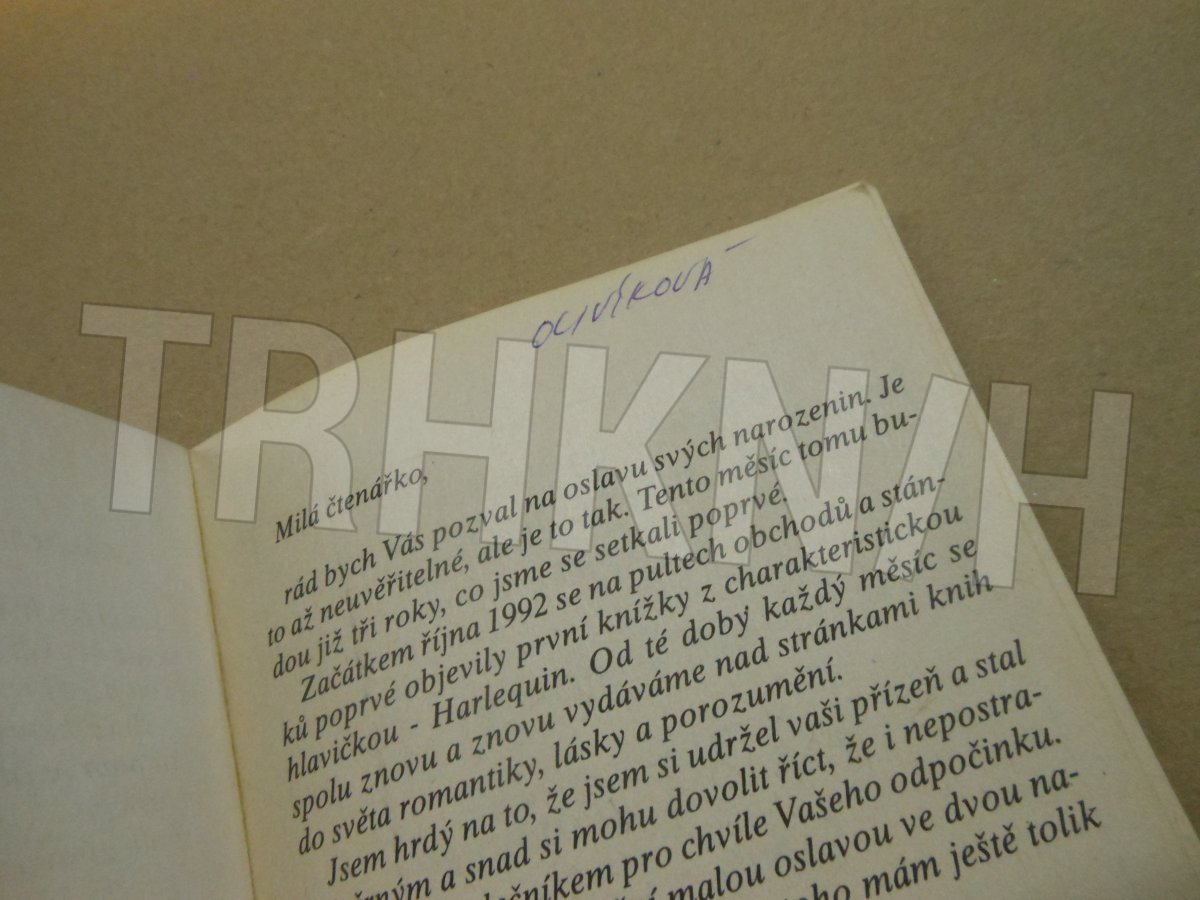 Milá čtenářko,
rád bych Vás pozval na oslavu svých narozenin. Je
to až neuvěřitelné, ale je to tak. Tento měsíc tomu bu-
dou již tři roky, co jsme se setkali poprvé.
Začátkem října 1992 se na pultech obchodů a stán-
ků poprvé objevily první knížky z charakteristickou
hlavičkou - Harlequin. Od té doby každý měsíc se
spolu znovu a znovu vydáváme nad stránkami knih
do světa romantiky, lásky a porozumění.
Jsem hrdý na to, že jsem si udržel vaši přízeň a stal
a snad si mohu dovolit říct, že i nepostra-
pro chvíle Vašeho odpočinku.
malou oslavou ve dvou na-
mám ještě tolik
TRHKNIH